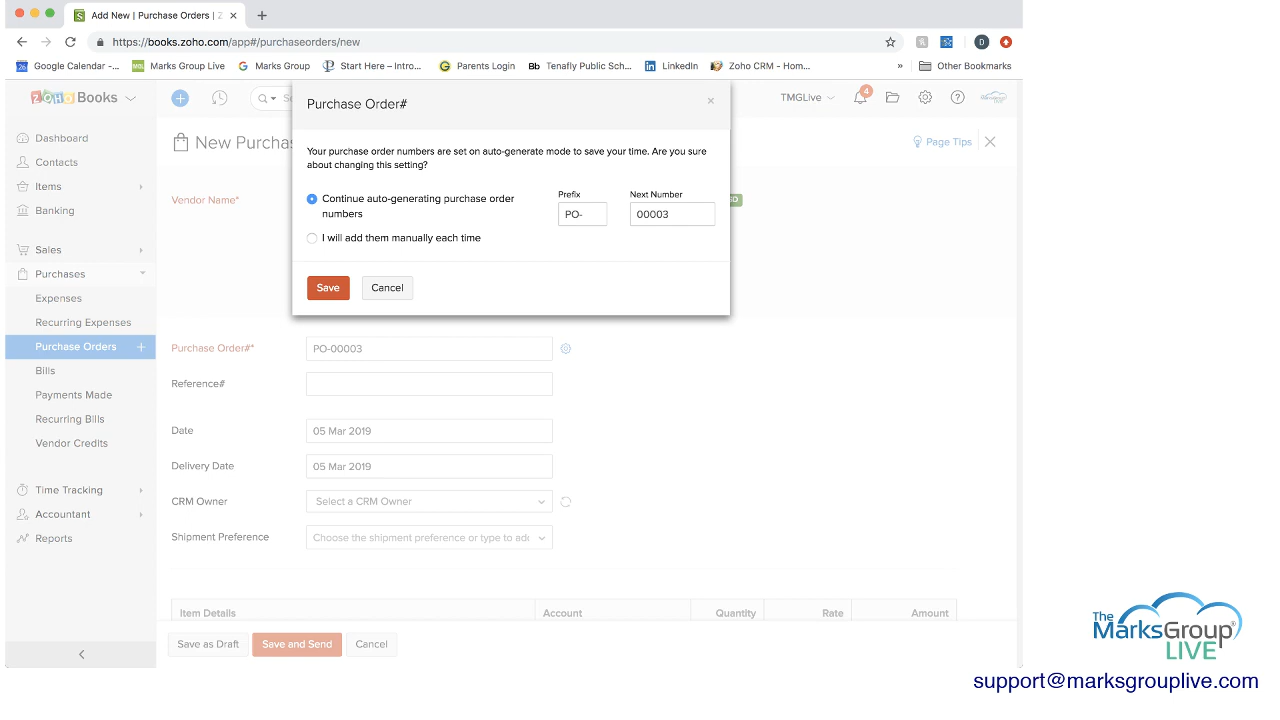 Add New | Purchase Orders | Z
https://books.zoho.com/app#/purchaseorders/new
Google Calendar -...
Marks Group Live
Marks Group
Start Here – Intro...
Parents Login
Tenafly Public Sch...
LinkedIn
Zoho CRM - Hom...
»
Other Bookmarks
ZOHO Books
TMGLive
4
Purchase Order#
×
New Purcha
Page Tips
Your purchase order numbers are set on auto-generate mode to save your time. Are you sure
about changing this setting?
Continue auto-generating purchase order
numbers
Prefix
Next Number
PO-
00003
I will add them manually each time
Save
Cancel
Dashboard
Contacts
Items
Banking
Sales
Purchases
Expenses
Recurring Expenses
Purchase Orders +
Bills
Payments Made
Recurring Bills
Vendor Credits
Time Tracking
Accountant
Reports
Vendor Name*
Purchase Order#*
PO-00003
Reference#
Date
05 Mar 2019
Delivery Date
05 Mar 2019
CRM Owner
Select a CRM Owner
Shipment Preference
Choose the shipment preference or type to add
Item Details
Account
Quantity
Rate
Amount
Save as Draft
Save and Send
Cancel
The
MarksGroup®
LIVE
support@marksgrouplive.com